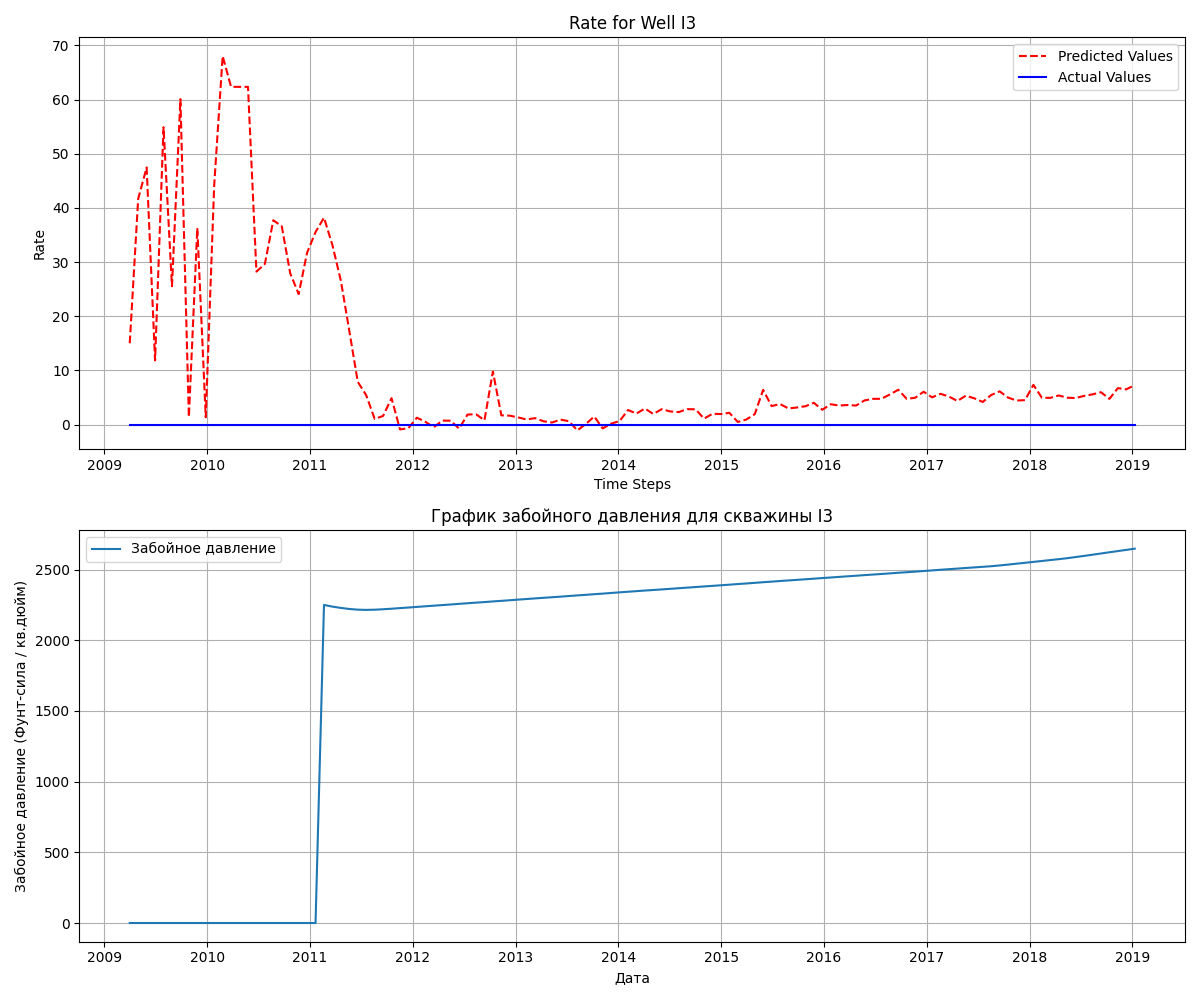 Rate for Well I3
Predicted Values
Actual Values
Rate
70
60
50
40
30
20
10
0
2009 2010 2011 2012 2013 2014 2015 2016 2017 2018 2019
Time Steps
График забойного давления для скважины I3
Забойное давление
Забойное давление (Фунт-сила / кв.дюйм)
2500
2000
1500
1000
500
0
2009 2010 2011 2012 2013 2014 2015 2016 2017 2018 2019
Дата